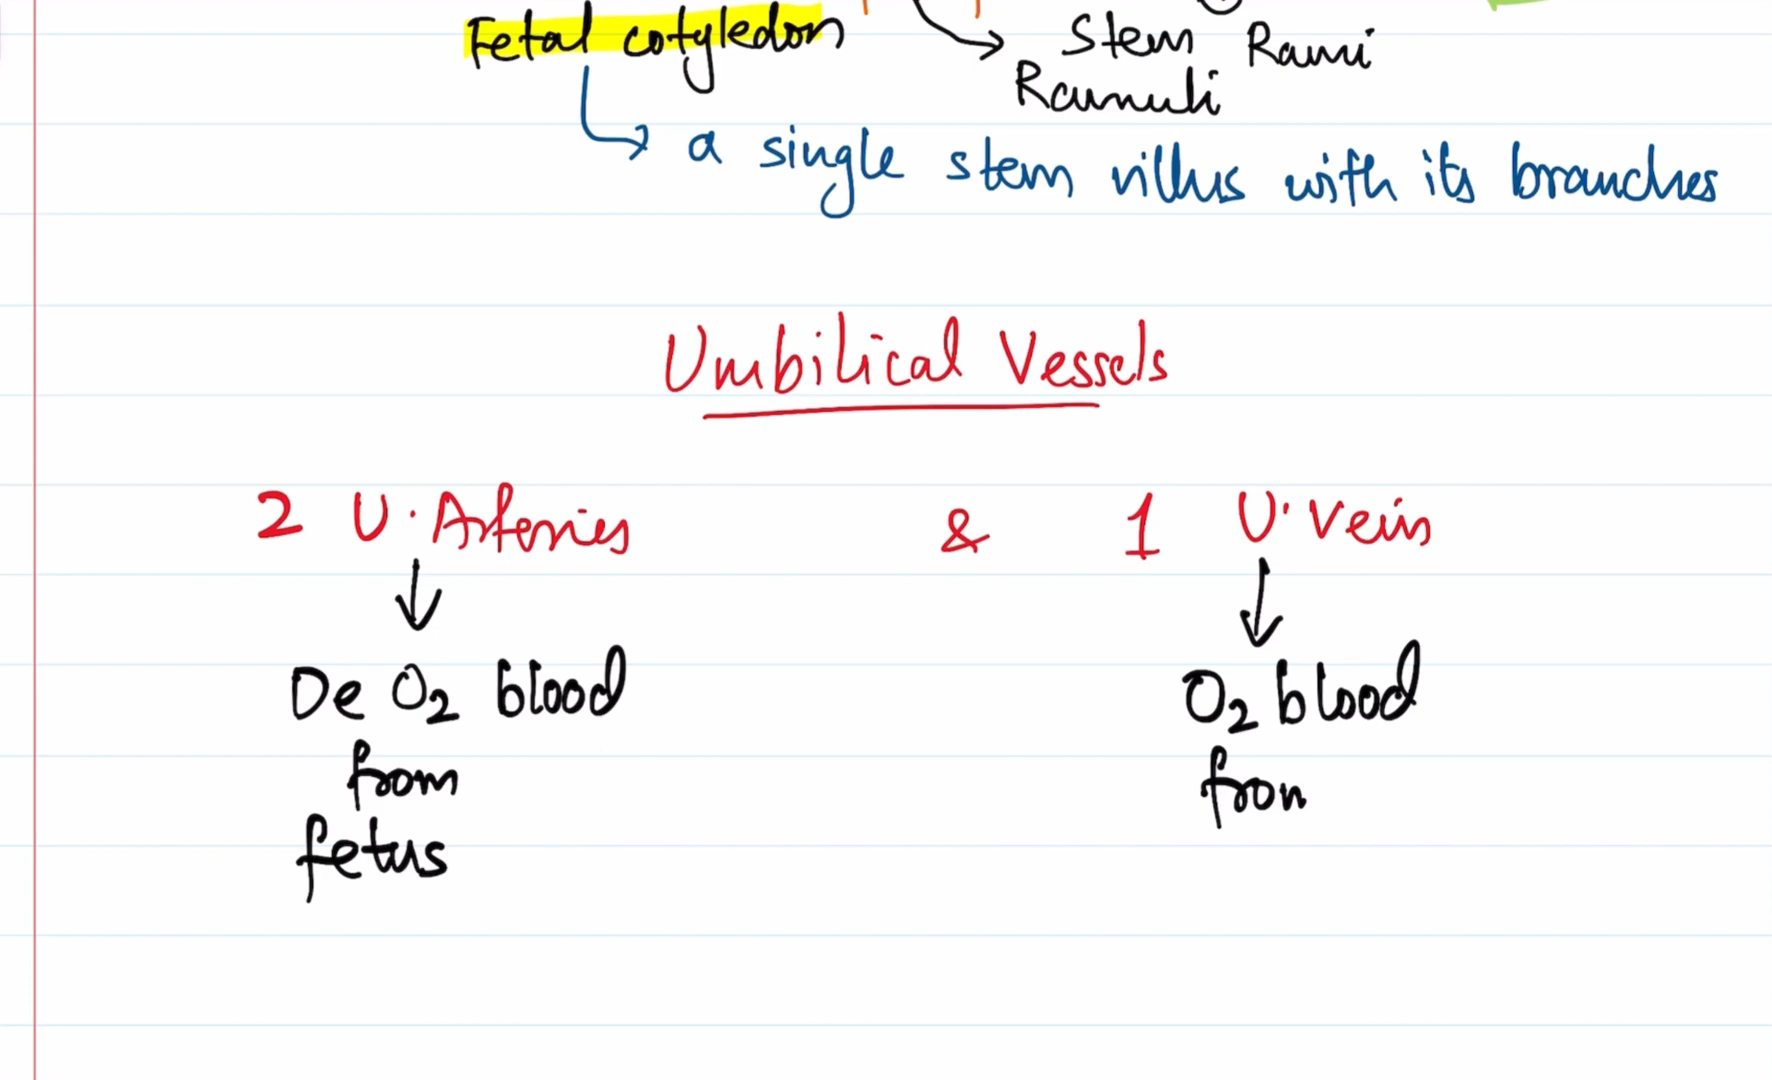 Fetal cotyledon
Stem Rami
Ramuli
a single stem villus with its branches
Umbilical Vessels
2 U. Arteries & 1 U. Vein
De O2 blood
from
fetus
O2 blood
from